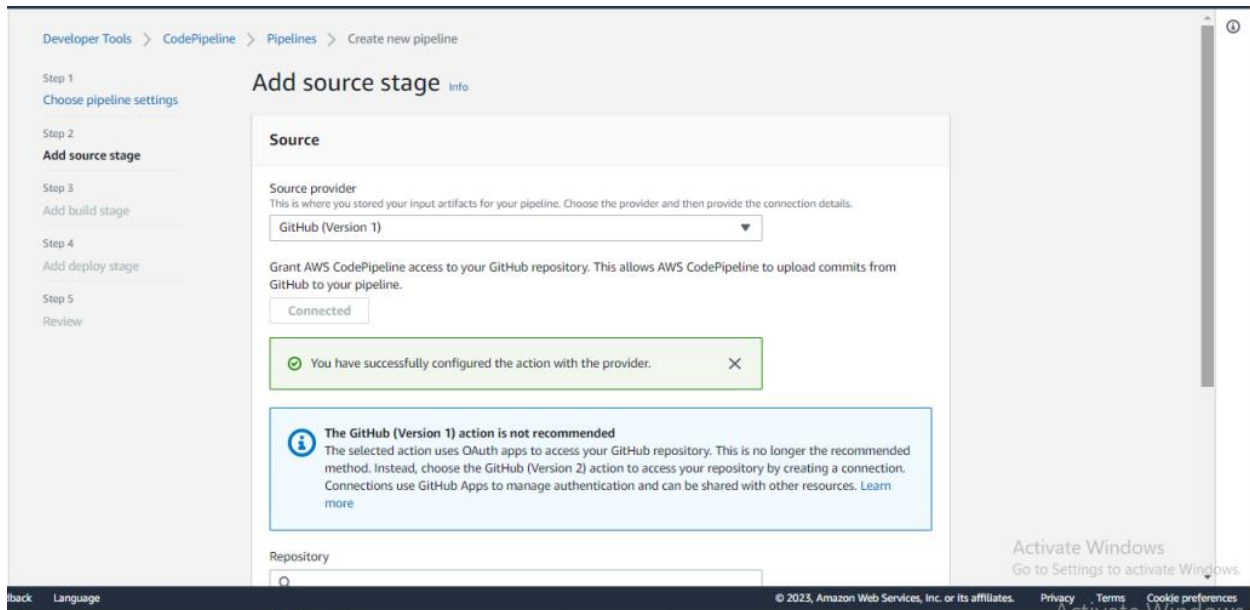 Developer Tools > CodePipeline > Pipelines > Create new pipeline
Step 1
Choose pipeline settings
Step 2
Add source stage
Step 3
Add build stage
Step 4
Add deploy stage
Step 5
Review
Add source stage Info
Source
Source provider
This is where you stored your input artifacts for your pipeline. Choose the provider and then provide the connection details.
GitHub (Version 1)
Grant AWS CodePipeline access to your GitHub repository. This allows AWS CodePipeline to upload commits from
GitHub to your pipeline.
Connected
You have successfully configured the action with the provider.
The GitHub (Version 1) action is not recommended
The selected action uses OAuth apps to access your GitHub repository. This is no longer the recommended
method. Instead, choose the GitHub (Version 2) action to access your repository by creating a connection.
Connections use GitHub Apps to manage authentication and can be shared with other resources. Learn
more
Repository
Activate Windows
Go to Settings to activate Windows.
dback Language © 2023, Amazon Web Services, Inc. or its affiliates. Privacy Terms Cookie preferences
Activate Windows